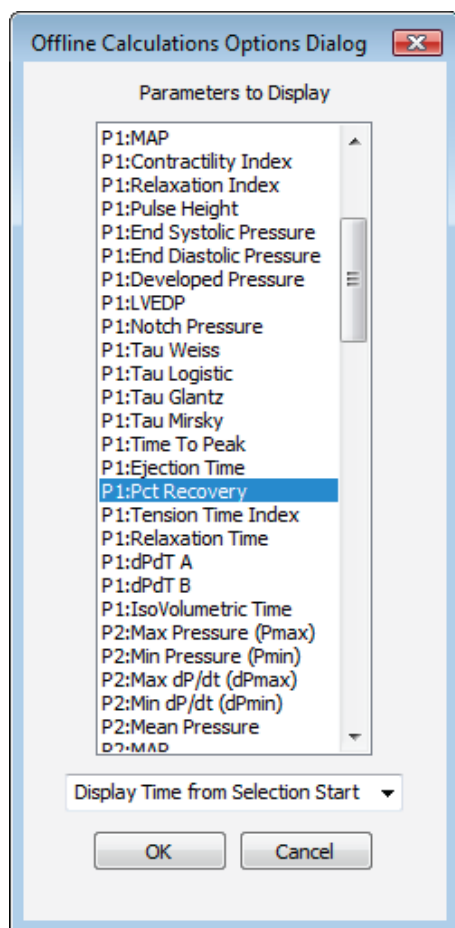 Offline Calculations Options Dialog
Parameters to Display
P1:MAP
P1:Contractility Index
P1:Relaxation Index
P1:Pulse Height
P1:End Systolic Pressure
P1:End Diastolic Pressure
P1:Developed Pressure
P1:LVEDP
P1:Notch Pressure
P1:Tau Weiss
P1:Tau Logistic
P1:Tau Glantz
P1:Tau Mirsky
P1:Time To Peak
P1:Ejection Time
P1:Pct Recovery
P1:Tension Time Index
P1:Relaxation Time
P1:dPdT A
P1:dPdT B
P1:IsoVolumetric Time
P2:Max Pressure (Pmax)
P2:Min Pressure (Pmin)
P2:Max dP/dt (dPmax)
P2:Min dP/dt (dPmin)
P2:Mean Pressure
P2:MAP
Display Time from Selection Start
OK Cancel